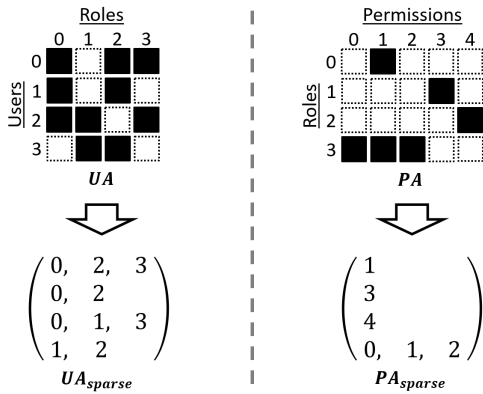 Roles
0 1 2 3
Users
0
1
2
3
UA
0, 2, 3
0, 2
0, 1, 3
1, 2
UAsparse
Permissions
0 1 2 3 4
Roles
0
1
2
3
PA
1
3
4
0, 1, 2
PAsparse